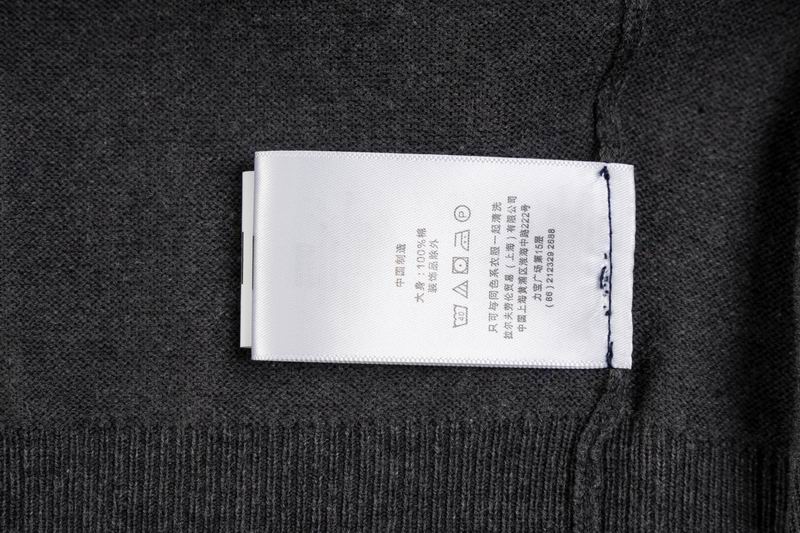 中国制造
大身:100%棉
装饰品除外
40 P
只可与同色系衣服一起清洗
拉尔夫劳伦贸易(上海)有限公司
中国上海黄浦区淮海中路222号
力宝广场第15层
(86) 212329 2688